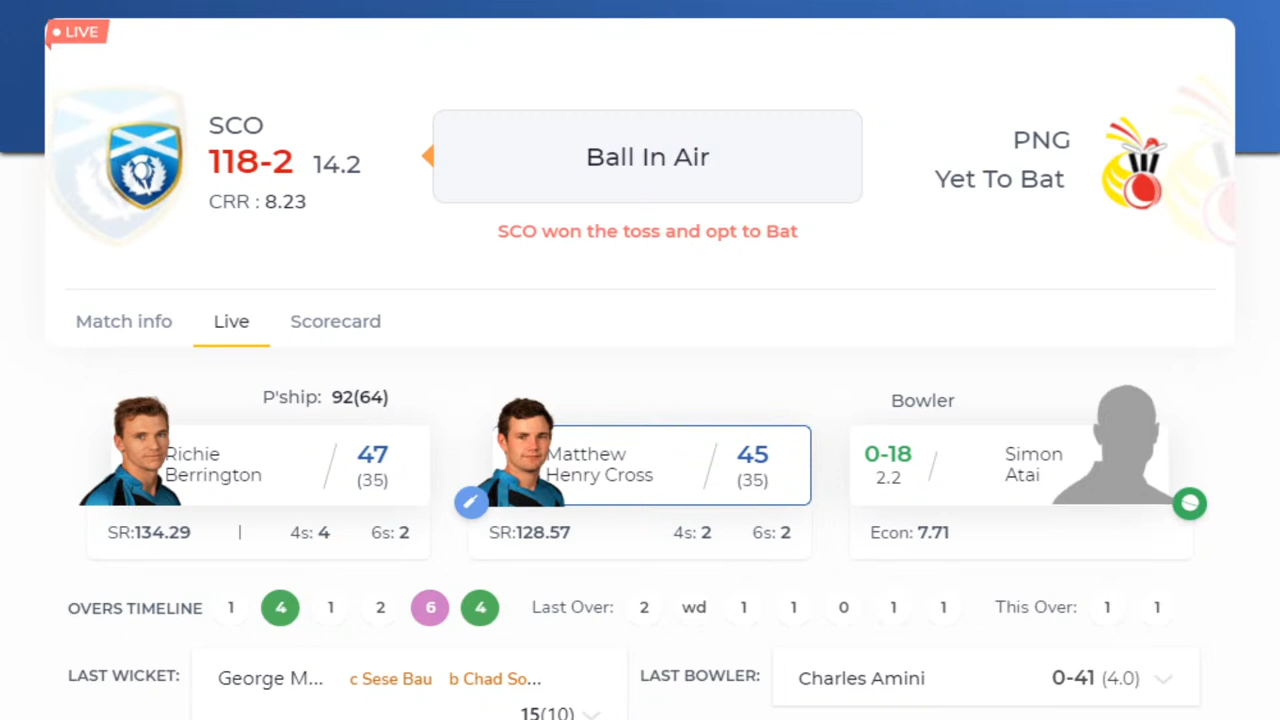 LIVE
SCO
118-2 14.2
CRR : 8.23
Ball In Air
SCO won the toss and opt to Bat
PNG
Yet To Bat
Match info Live Scorecard
P'ship: 92(64)
Richie
Berrington
47
(35)
SR:134.29 | 4s: 4 6s: 2
Matthew
Henry Cross
45
(35)
SR:128.57 4s: 2 6s: 2
Bowler
0-18
2.2
Simon
Atai
Econ: 7.71
OVERS TIMELINE 1 4 1 2 6 4 Last Over: 2 wd 1 1 0 1 1 This Over: 1 1
LAST WICKET: George M... c Sese Bau b Chad So...
15(10)
LAST BOWLER: Charles Amini 0-41 (4.0)